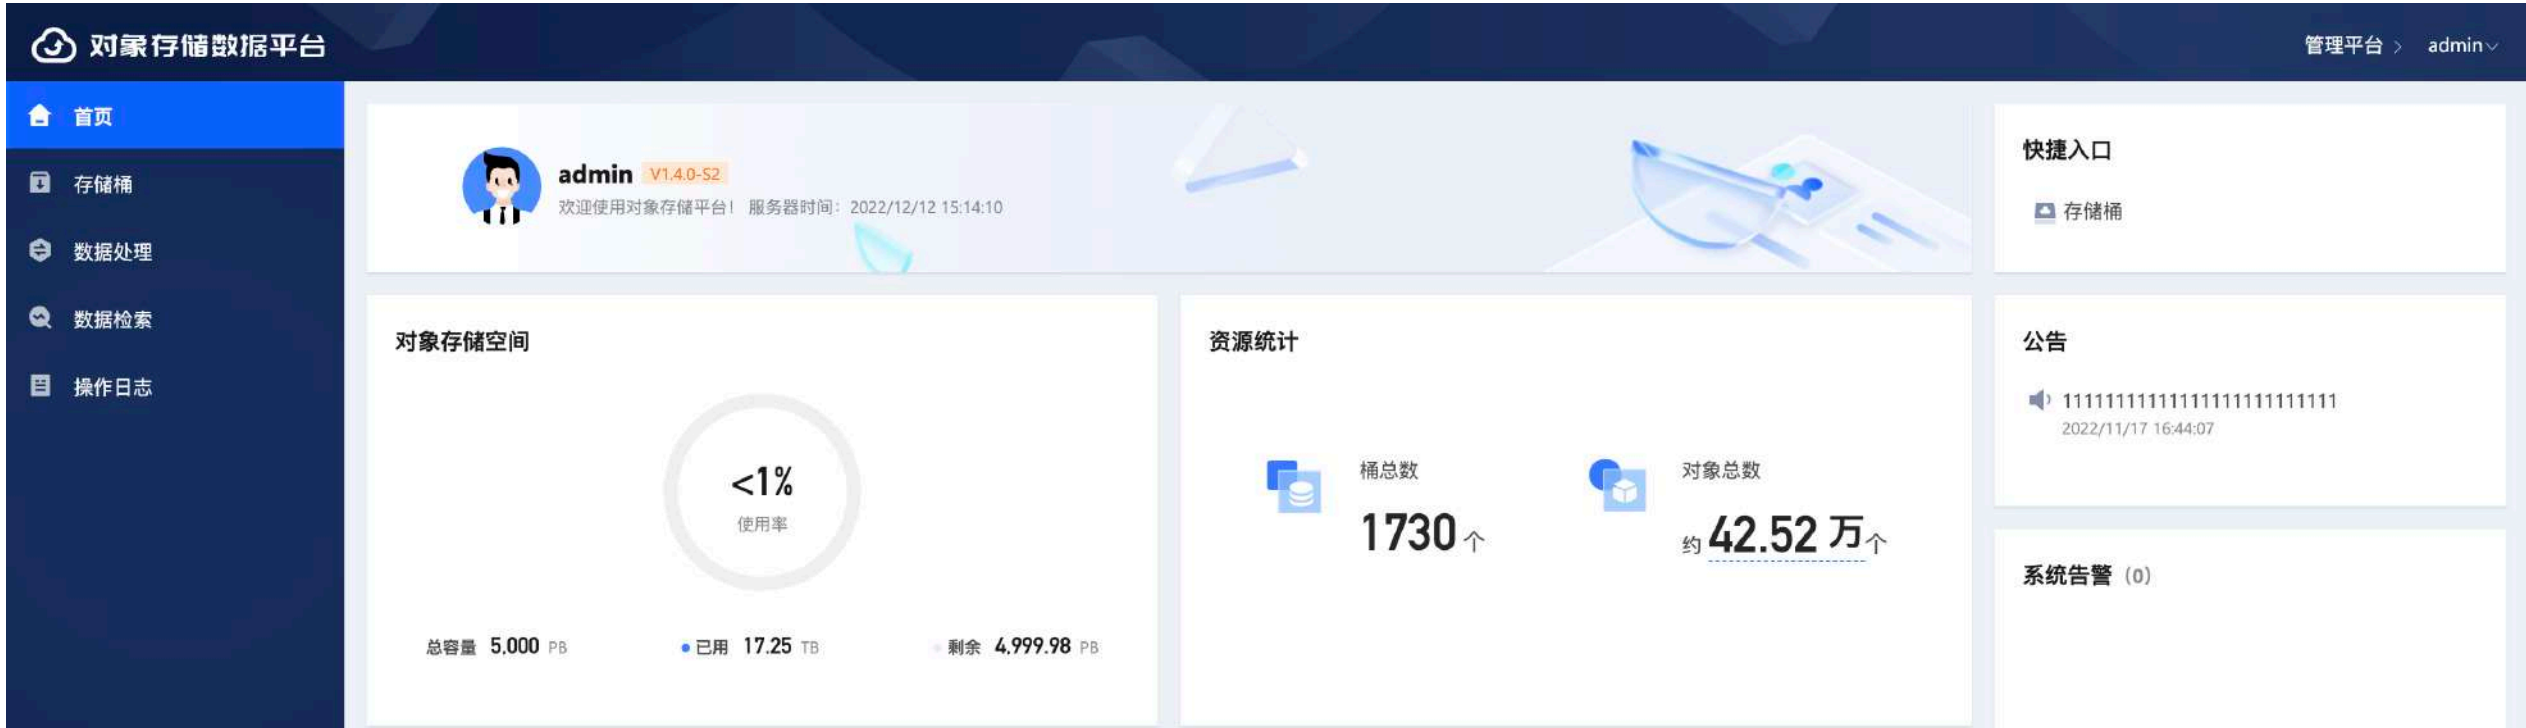 对象存储数据平台
管理平台 admin
首页
存储桶
数据处理
数据检索
操作日志
admin V1.4.0-S2
欢迎使用对象存储平台! 服务器时间: 2022/12/12 15:14:10
快捷入口
存储桶
对象存储空间
<1%
使用率
总容量 5,000 PB
已用 17.25 TB
剩余 4,999.98 PB
资源统计
桶总数
1730 个
对象总数
约 42.52 万个
公告
2022/11/17 16:44:07
系统告警 (0)